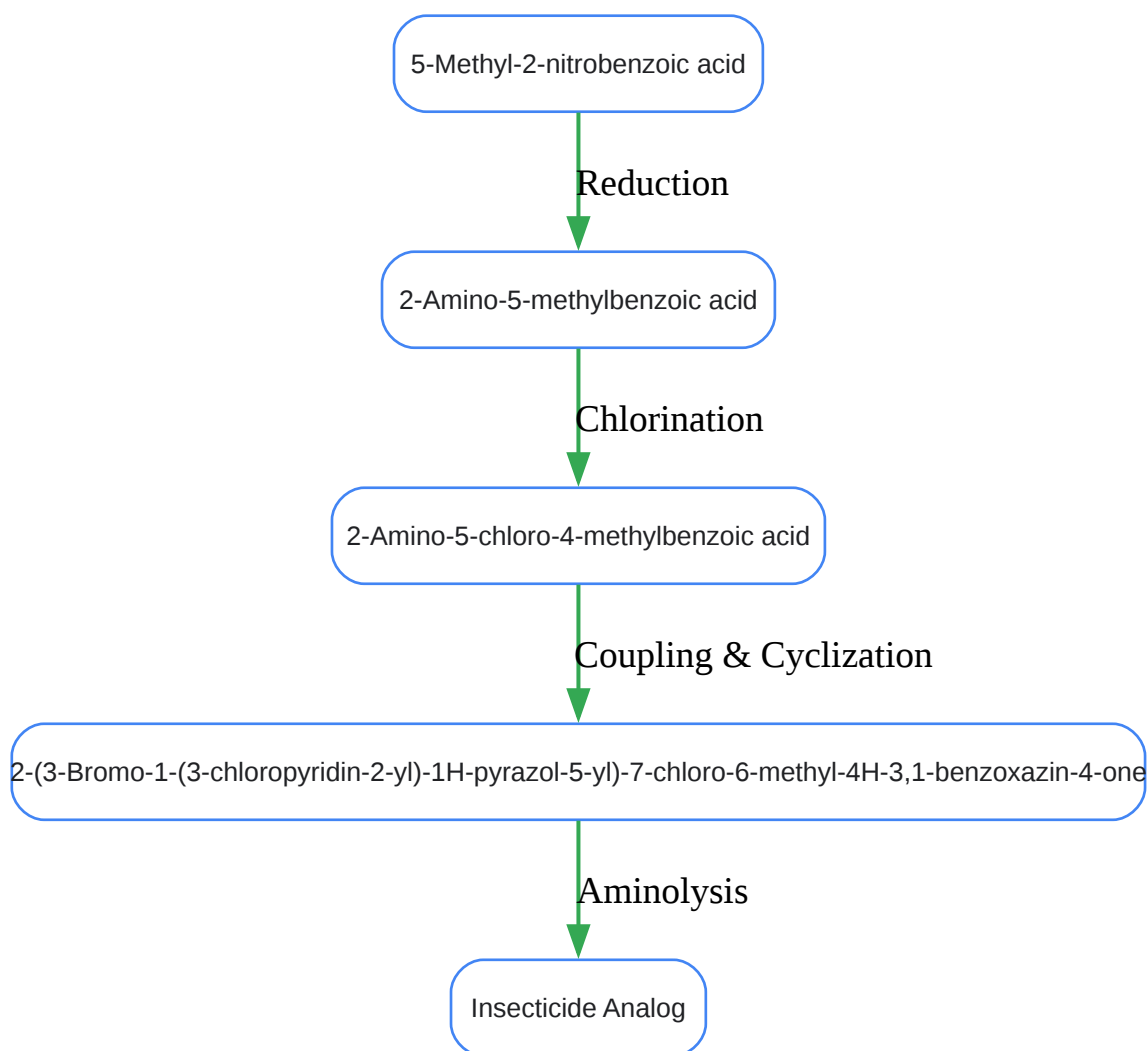 5-Methyl-2-nitrobenzoic acid
Reduction
2-Amino-5-methylbenzoic acid
Chlorination
2-Amino-5-chloro-4-methylbenzoic acid
Coupling & Cyclization
2-(3-Bromo-1-(3-chloropyridin-2-yl)-1H-pyrazol-5-yl)-7-chloro-6-methyl-4H-3,1-benzoxazin-4-one
Aminolysis
Insecticide Analog